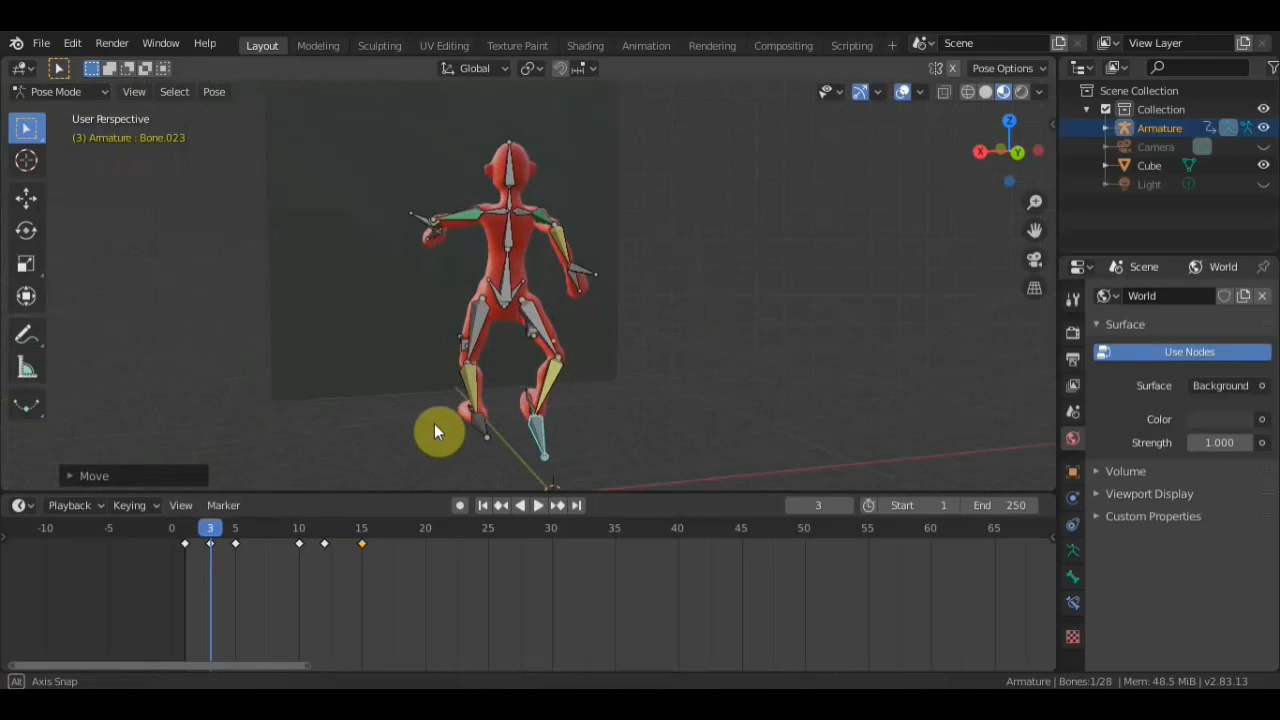 File Edit Render Window Help Layout Modeling Sculpting UV Editing Texture Paint Shading Animation Rendering Compositing Scripting Scene View Layer
Global Pose Options
Pose Mode View Select Pose
User Perspective
(3) Armature : Bone.023
Z
X
Y
Move
Scene Collection
Collection
Armature
Camera
Cube
Light
Scene World
World
Surface
Use Nodes
Surface Background
Color
Strength 1.000
Volume
Viewport Display
Custom Properties
Playback Keying View Marker 3 Start 1 End 250
-10 0 3 5 10 15 20 25 30 35 40 45 50 55 60 65
Alt Axis Snap Armature | Bones:1/28 | Mem: 48.5 MiB | v2.83.13